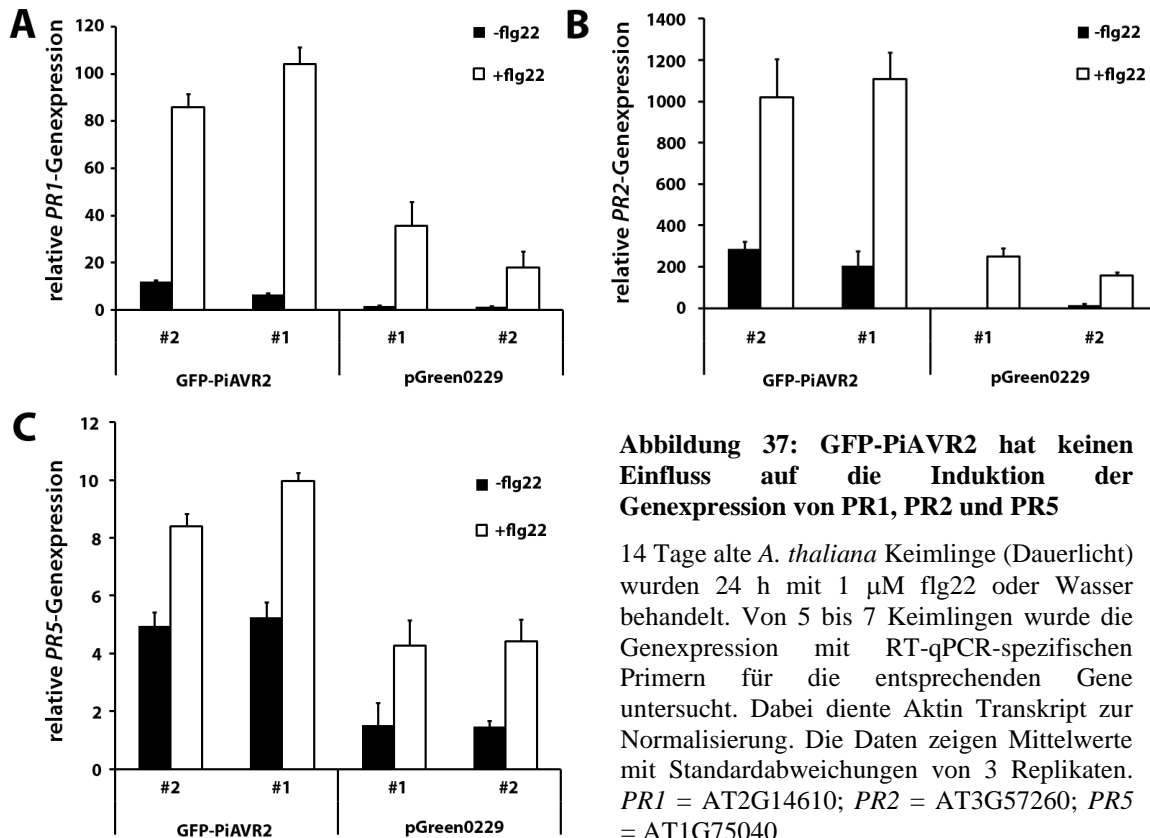 A
relative PR1-Genexpression
120
100
80
60
40
20
0
-flg22
+flg22
#2 #1 #1 #2
GFP-PiAVR2 pGreen0229
B
relative PR2-Genexpression
1400
1200
1000
800
600
400
200
0
-flg22
+flg22
#2 #1 #1 #2
GFP-PiAVR2 pGreen0229
C
relative PR5-Genexpression
12
10
8
6
4
2
0
-flg22
+flg22
#2 #1 #1 #2
GFP-PiAVR2 pGreen0229
Abbildung 37: GFP-PiAVR2 hat keinen
Einfluss auf die Induktion der
Genexpression von PR1, PR2 und PR5
14 Tage alte A. thaliana Keimlinge (Dauerlicht)
wurden 24 h mit 1 µM flg22 oder Wasser
behandelt. Von 5 bis 7 Keimlingen wurde die
Genexpression mit RT-qPCR-spezifischen
Primern für die entsprechenden Gene
untersucht. Dabei diente Aktin Transkript zur
Normalisierung. Die Daten zeigen Mittelwerte
mit Standardabweichungen von 3 Replikaten.
PR1 = AT2G14610; PR2 = AT3G57260; PR5
= AT1G75040